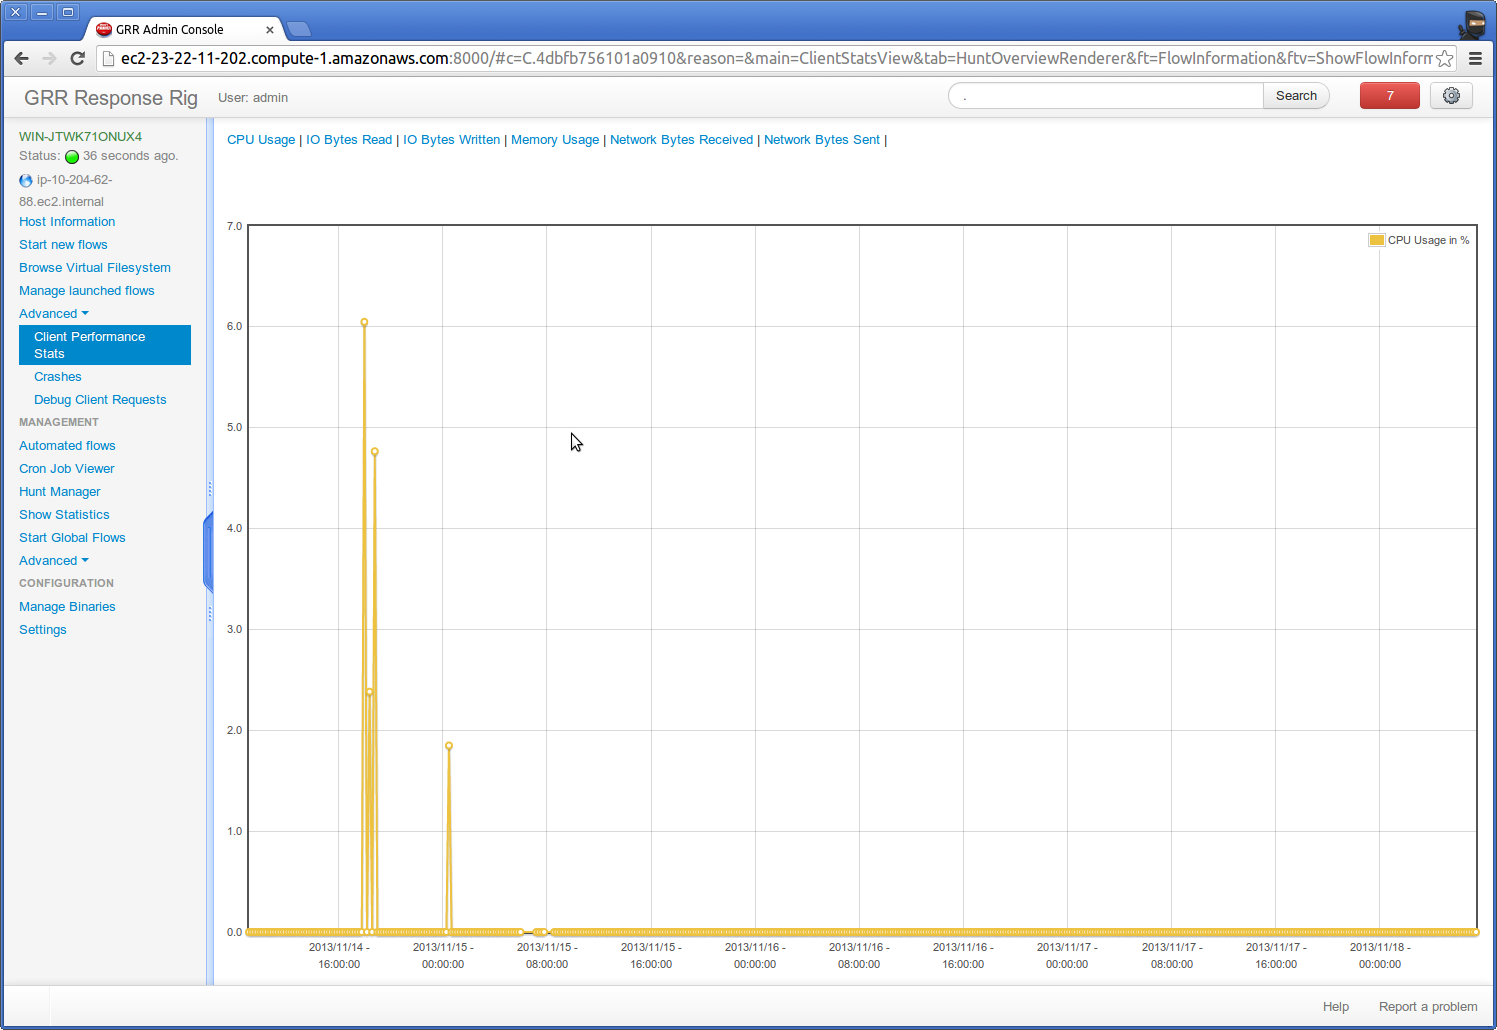 GRR Admin Console
ec2-23-22-11-202.compute-1.amazonaws.com:8000/#c=C.4dbfb756101a0910&reason=&main=ClientStatsView&tab=HuntOverviewRenderer&ft=FlowInformation&ftv=ShowFlowInform
GRR Response Rig User: admin . Search 7
WIN-JTWK71ONUX4
Status: 36 seconds ago.
ip-10-204-62-
88.ec2.internal
Host Information
Start new flows
Browse Virtual Filesystem
Manage launched flows
Advanced
Client Performance
Stats
Crashes
Debug Client Requests
MANAGEMENT
Automated flows
Cron Job Viewer
Hunt Manager
Show Statistics
Start Global Flows
Advanced
CONFIGURATION
Manage Binaries
Settings
CPU Usage | IO Bytes Read | IO Bytes Written | Memory Usage | Network Bytes Received | Network Bytes Sent |
CPU Usage in %
7.0
6.0
5.0
4.0
3.0
2.0
1.0
0.0
2013/11/14 - 2013/11/15 - 2013/11/15 - 2013/11/15 - 2013/11/16 - 2013/11/16 - 2013/11/16 - 2013/11/17 - 2013/11/17 - 2013/11/17 - 2013/11/18 -
16:00:00 00:00:00 08:00:00 16:00:00 00:00:00 08:00:00 16:00:00 00:00:00 08:00:00 16:00:00 00:00:00
Help Report a problem